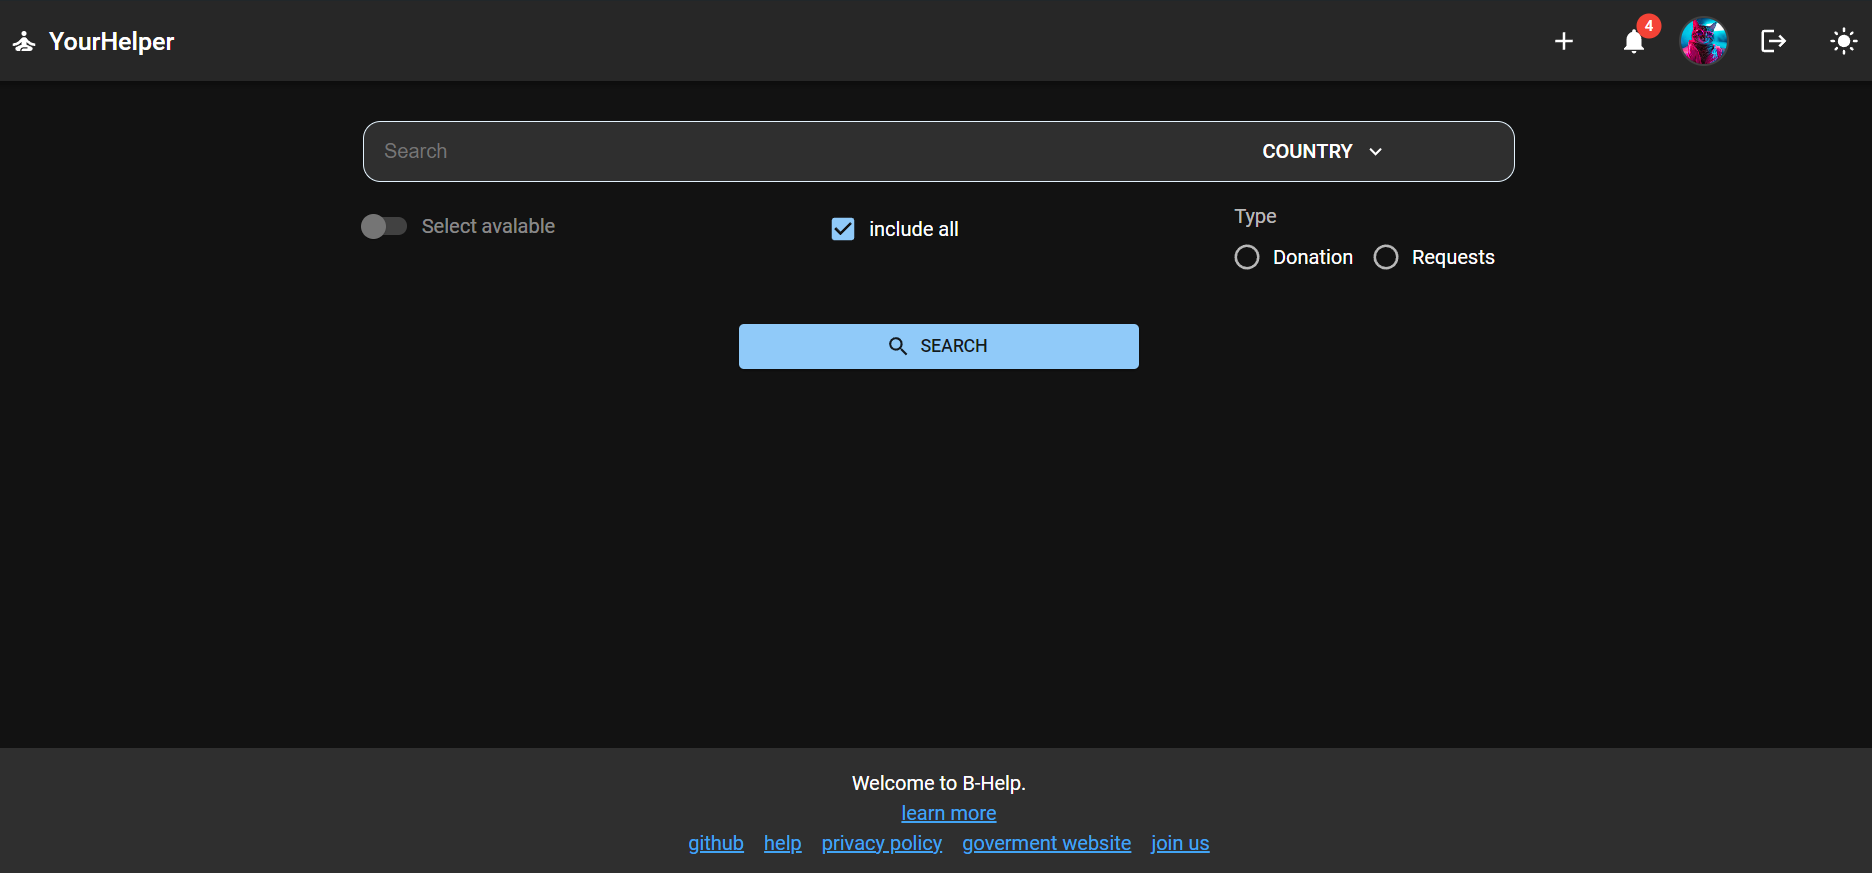 YourHelper
4
Search
COUNTRY
Select avalable
include all
Type
Donation
Requests
SEARCH
Welcome to B-Help.
learn more
github help privacy policy goverment website join us